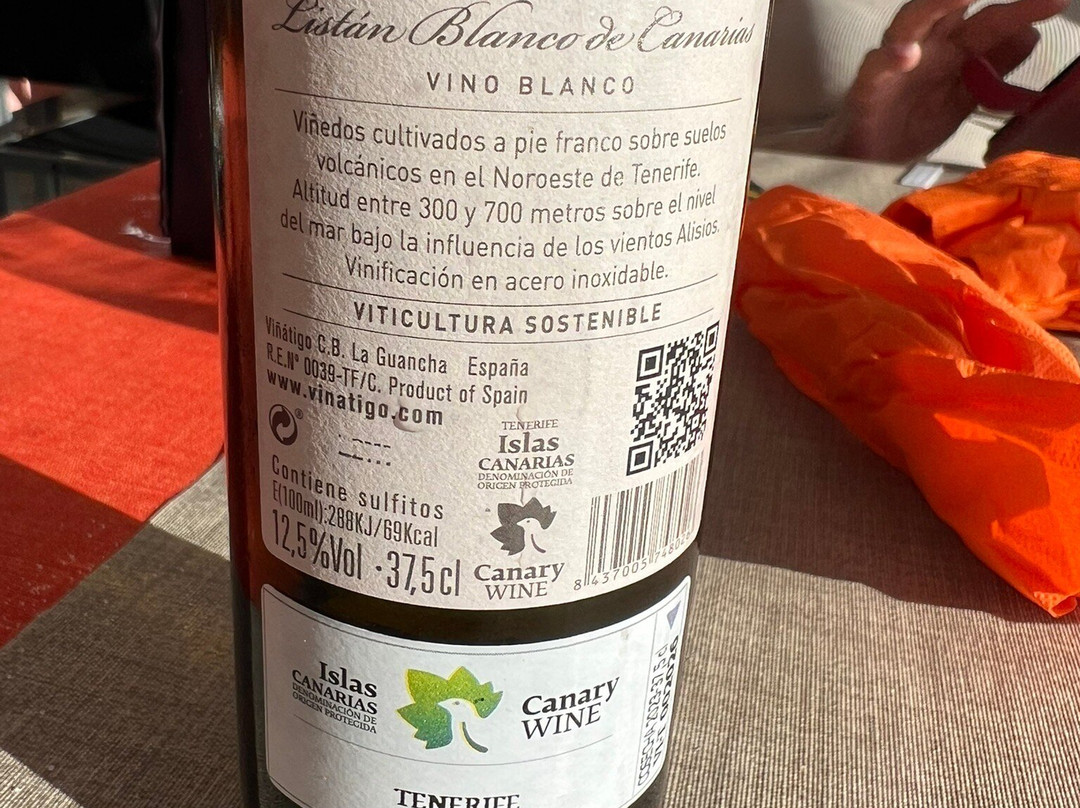 Listán Blanco de Canarias
VINO BLANCO
Viñedos cultivados a pie franco sobre suelos
volcánicos en el Noroeste de Tenerife.
Altitud entre 300 y 700 metros sobre el nivel
del mar bajo la influencia de los vientos Alisios.
Vinificación en acero inoxidable.
VITICULTURA SOSTENIBLE
Viñátigo C.B. La Guancha España
R.E.Nº 0039-TF/C. Product of Spain
www.vinatigo.com
®
TENERIFE
Islas
CANARIAS
DENOMINACIÓN DE
ORIGEN PROTEGIDA
Contiene sulfitos
E(100ml):288KJ/69Kcal
12,5%Vol · 37,5cl
Canary
WINE
8 437005
Islas
CANARIAS
DENOMINACIÓN DE
ORIGEN PROTEGIDA
Canary
WINE
TENERIFE